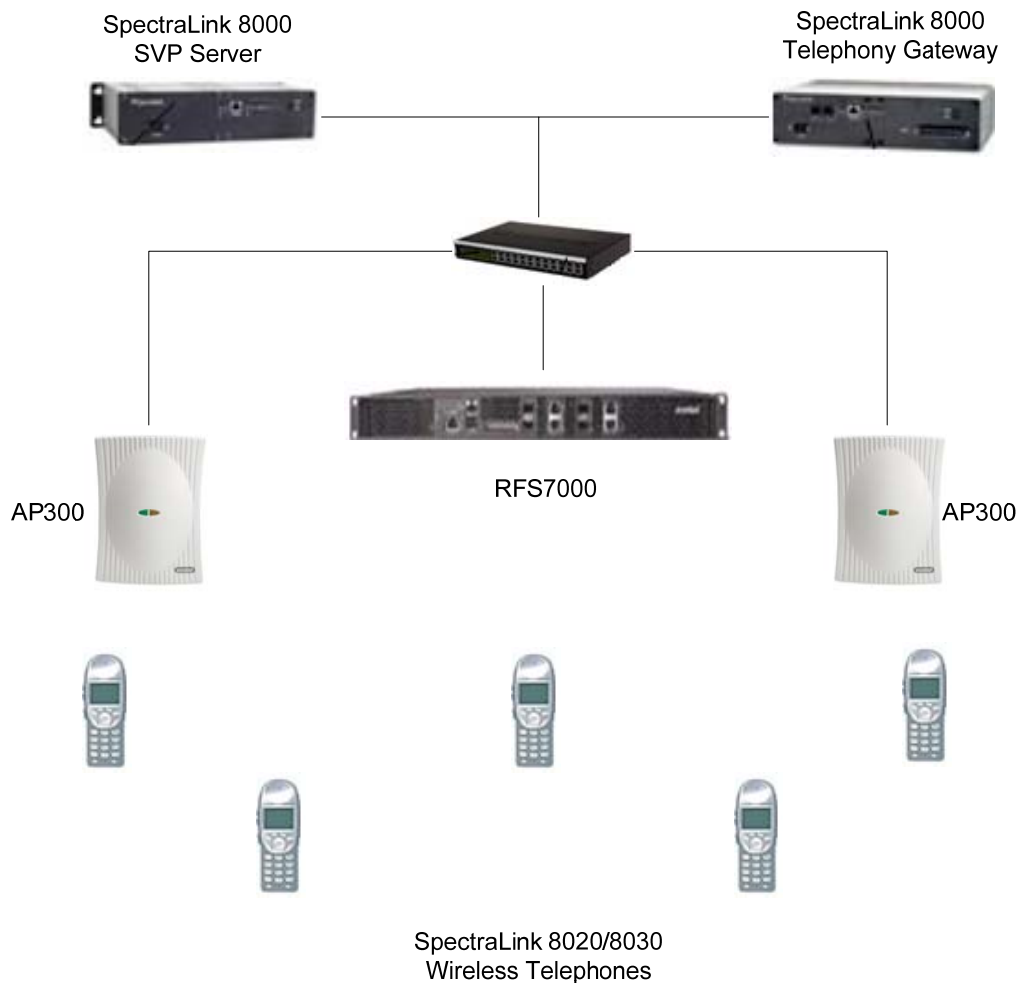 SpectraLink 8000
SVP Server
SpectraLink 8000
Telephony Gateway
RFS7000
AP300
AP300
SpectraLink 8020/8030
Wireless Telephones